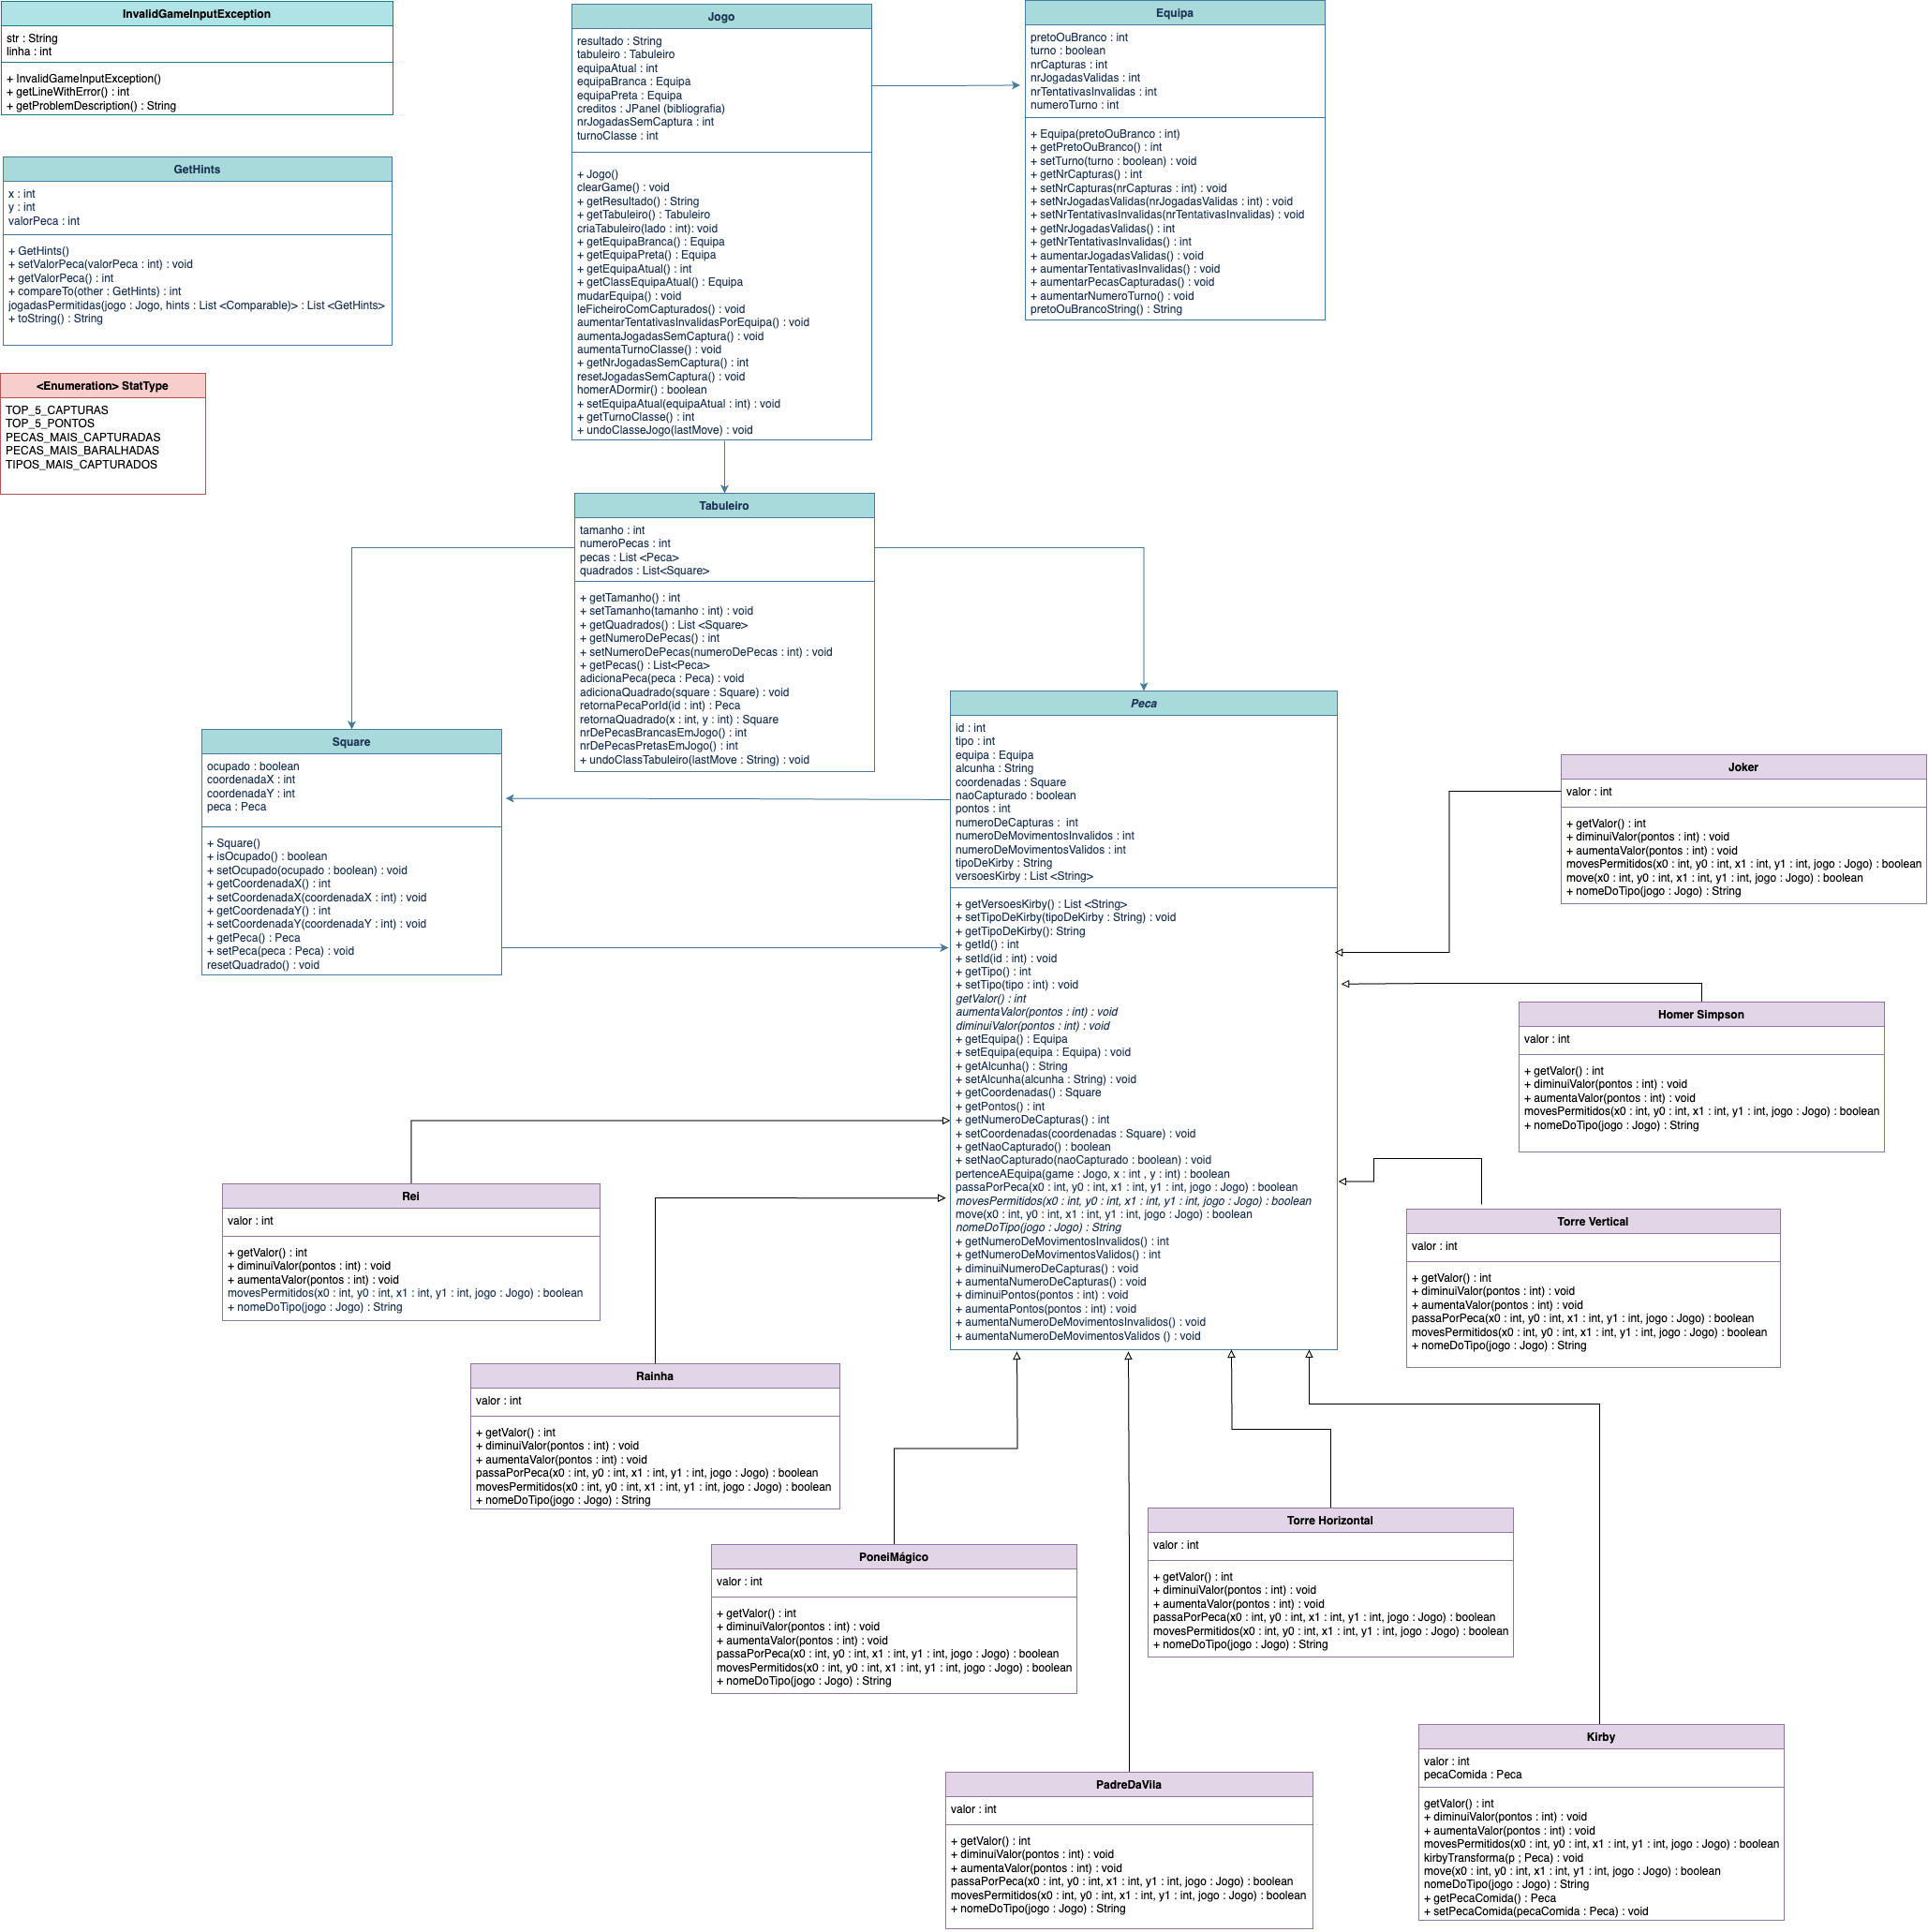 InvalidGameInputException
str : String
linha : int
+ InvalidGameInputException()
+ getLineWithError() : int
+ getProblemDescription() : String
GetHints
x : int
y : int
valorPeca : int
+ GetHints()
+ setValorPeca(valorPeca : int) : void
+ getValorPeca() : int
+ compareTo(other : GetHints) : int
jogadasPermitidas(jogo : Jogo, hints : List <Comparable)> : List <GetHints>
+ toString() : String
<Enumeration> StatType
TOP_5_CAPTURAS
TOP_5_PONTOS
PECAS_MAIS_CAPTURADAS
PECAS_MAIS_BARALHADAS
TIPOS_MAIS_CAPTURADOS
Jogo
resultado : String
tabuleiro : Tabuleiro
equipaAtual : int
equipaBranca : Equipa
equipaPreta : Equipa
creditos : JPanel (bibliografia)
nrJogadasSemCaptura : int
turnoClasse : int
+ Jogo()
clearGame() : void
+ getResultado() : String
+ getTabuleiro() : Tabuleiro
criaTabuleiro(lado : int): void
+ getEquipaBranca() : Equipa
+ getEquipaPreta() : Equipa
+ getEquipaAtual() : int
+ getClassEquipaAtual() : Equipa
mudarEquipa() : void
leFicheiroComCapturados() : void
aumentarTentativasInvalidasPorEquipa() : void
aumentaJogadasSemCaptura() : void
aumentaTurnoClasse() : void
+ getNrJogadasSemCaptura() : int
resetJogadasSemCaptura() : void
homerADormir() : boolean
+ setEquipaAtual(equipaAtual : int) : void
+ getTurnoClasse() : int
+ undoClasseJogo(lastMove) : void
Equipa
pretoOuBranco : int
turno : boolean
nrCapturas : int
nrJogadasValidas : int
nrTentativasInvalidas : int
numeroTurno : int
+ Equipa(pretoOuBranco : int)
+ getPretoOuBranco() : int
+ setTurno(turno : boolean) : void
+ getNrCapturas() : int
+ setNrCapturas(nrCapturas : int) : void
+ setNrJogadasValidas(nrJogadasValidas : int) : void
+ setNrTentativasInvalidas(nrTentativasInvalidas) : void
+ getNrJogadasValidas() : int
+ getNrTentativasInvalidas() : int
+ aumentarJogadasValidas() : void
+ aumentarTentativasInvalidas() : void
+ aumentarPecasCapturadas() : void
+ aumentarNumeroTurno() : void
pretoOuBrancoString() : String
Tabuleiro
tamanho : int
numeroPecas : int
pecas : List <Peca>
quadrados : List<Square>
+ getTamanho() : int
+ setTamanho(tamanho : int) : void
+ getQuadrados() : List <Square>
+ getNumeroDePecas() : int
+ setNumeroDePecas(numeroDePecas : int) : void
+ getPecas() : List<Peca>
adicionaPeca(peca : Peca) : void
adicionaQuadrado(square : Square) : void
retornaPecaPorId(id : int) : Peca
retornaQuadrado(x : int, y : int) : Square
nrDePecasBrancasEmJogo() : int
nrDePecasPretasEmJogo() : int
+ undoClassTabuleiro(lastMove : String) : void
Square
ocupado : boolean
coordenadaX : int
coordenadaY : int
peca : Peca
+ Square()
+ isOcupado() : boolean
+ setOcupado(ocupado : boolean) : void
+ getCoordenadaX() : int
+ setCoordenadaX(coordenadaX : int) : void
+ getCoordenadaY() : int
+ setCoordenadaY(coordenadaY : int) : void
+ getPeca() : Peca
+ setPeca(peca : Peca) : void
resetQuadrado() : void
Peca
id : int
tipo : int
equipa : Equipa
alcunha : String
coordenadas : Square
naoCapturado : boolean
pontos : int
numeroDeCapturas :  int
numeroDeMovimentosInvalidos : int
numeroDeMovimentosValidos : int
tipoDeKirby : String
versoesKirby : List <String>
+ getVersoesKirby() : List <String>
+ setTipoDeKirby(tipoDeKirby : String) : void
+ getTipoDeKirby(): String
+ getId() : int
+ setId(id : int) : void
+ getTipo() : int
+ setTipo(tipo : int) : void
getValor() : int
aumentaValor(pontos : int) : void
diminuiValor(pontos : int) : void
+ getEquipa() : Equipa
+ setEquipa(equipa : Equipa) : void
+ getAlcunha() : String
+ setAlcunha(alcunha : String) : void
+ getCoordenadas() : Square
+ getPontos() : int
+ getNumeroDeCapturas() : int
+ setCoordenadas(coordenadas : Square) : void
+ getNaoCapturado() : boolean
+ setNaoCapturado(naoCapturado : boolean) : void
pertenceAEquipa(game : Jogo, x : int , y : int) : boolean
passaPorPeca(x0 : int, y0 : int, x1 : int, y1 : int, jogo : Jogo) : boolean
movesPermitidos(x0 : int, y0 : int, x1 : int, y1 : int, jogo : Jogo) : boolean
move(x0 : int, y0 : int, x1 : int, y1 : int, jogo : Jogo) : boolean
nomeDoTipo(jogo : Jogo) : String
+ getNumeroDeMovimentosInvalidos() : int
+ getNumeroDeMovimentosValidos() : int
+ diminuiNumeroDeCapturas() : void
+ aumentaNumeroDeCapturas() : void
+ diminuiPontos(pontos : int) : void
+ aumentaPontos(pontos : int) : void
+ aumentaNumeroDeMovimentosInvalidos() : void
+ aumentaNumeroDeMovimentosValidos () : void
Joker
valor : int
+ getValor() : int
+ diminuiValor(pontos : int) : void
+ aumentaValor(pontos : int) : void
movesPermitidos(x0 : int, y0 : int, x1 : int, y1 : int, jogo : Jogo) : boolean
move(x0 : int, y0 : int, x1 : int, y1 : int, jogo : Jogo) : boolean
+ nomeDoTipo(jogo : Jogo) : String
Homer Simpson
valor : int
+ getValor() : int
+ diminuiValor(pontos : int) : void
+ aumentaValor(pontos : int) : void
movesPermitidos(x0 : int, y0 : int, x1 : int, y1 : int, jogo : Jogo) : boolean
+ nomeDoTipo(jogo : Jogo) : String
Torre Vertical
valor : int
+ getValor() : int
+ diminuiValor(pontos : int) : void
+ aumentaValor(pontos : int) : void
passaPorPeca(x0 : int, y0 : int, x1 : int, y1 : int, jogo : Jogo) : boolean
movesPermitidos(x0 : int, y0 : int, x1 : int, y1 : int, jogo : Jogo) : boolean
+ nomeDoTipo(jogo : Jogo) : String
Rei
valor : int
+ getValor() : int
+ diminuiValor(pontos : int) : void
+ aumentaValor(pontos : int) : void
movesPermitidos(x0 : int, y0 : int, x1 : int, y1 : int, jogo : Jogo) : boolean
+ nomeDoTipo(jogo : Jogo) : String
Rainha
valor : int
+ getValor() : int
+ diminuiValor(pontos : int) : void
+ aumentaValor(pontos : int) : void
passaPorPeca(x0 : int, y0 : int, x1 : int, y1 : int, jogo : Jogo) : boolean
movesPermitidos(x0 : int, y0 : int, x1 : int, y1 : int, jogo : Jogo) : boolean
+ nomeDoTipo(jogo : Jogo) : String
PoneiMágico
valor : int
+ getValor() : int
+ diminuiValor(pontos : int) : void
+ aumentaValor(pontos : int) : void
passaPorPeca(x0 : int, y0 : int, x1 : int, y1 : int, jogo : Jogo) : boolean
movesPermitidos(x0 : int, y0 : int, x1 : int, y1 : int, jogo : Jogo) : boolean
+ nomeDoTipo(jogo : Jogo) : String
Torre Horizontal
valor : int
+ getValor() : int
+ diminuiValor(pontos : int) : void
+ aumentaValor(pontos : int) : void
passaPorPeca(x0 : int, y0 : int, x1 : int, y1 : int, jogo : Jogo) : boolean
movesPermitidos(x0 : int, y0 : int, x1 : int, y1 : int, jogo : Jogo) : boolean
+ nomeDoTipo(jogo : Jogo) : String
PadreDaVila
valor : int
+ getValor() : int
+ diminuiValor(pontos : int) : void
+ aumentaValor(pontos : int) : void
passaPorPeca(x0 : int, y0 : int, x1 : int, y1 : int, jogo : Jogo) : boolean
movesPermitidos(x0 : int, y0 : int, x1 : int, y1 : int, jogo : Jogo) : boolean
+ nomeDoTipo(jogo : Jogo) : String
Kirby
valor : int
pecaComida : Peca
getValor() : int
+ diminuiValor(pontos : int) : void
+ aumentaValor(pontos : int) : void
movesPermitidos(x0 : int, y0 : int, x1 : int, y1 : int, jogo : Jogo) : boolean
kirbyTransforma(p ; Peca) : void
move(x0 : int, y0 : int, x1 : int, y1 : int, jogo : Jogo) : boolean
nomeDoTipo(jogo : Jogo) : String
+ getPecaComida() : Peca
+ setPecaComida(pecaComida : Peca) : void